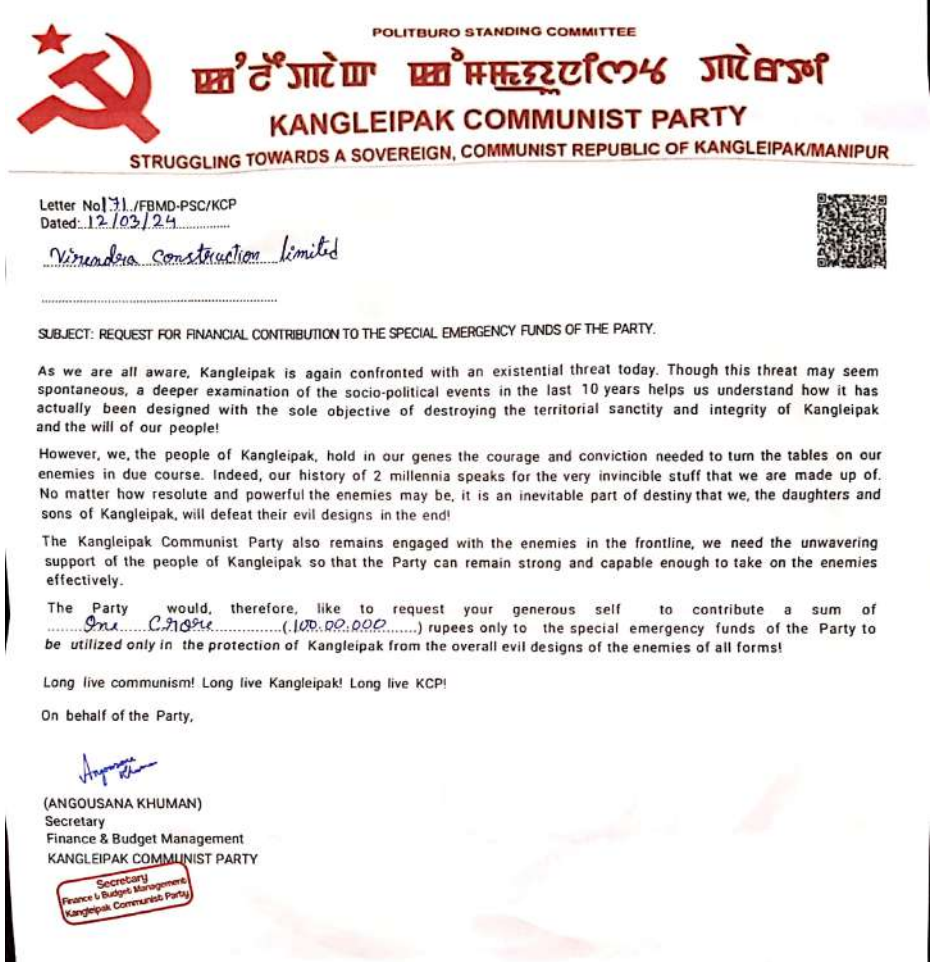 POLITBURO STANDING COMMITTEE
KANGLEIPAK COMMUNIST PARTY
STRUGGLING TOWARDS A SOVEREIGN, COMMUNIST REPUBLIC OF KANGLEIPAK/MANIPUR
Letter No 171 /FBMD-PSC/KCP
Dated: 12/03/24
Virendra Construction limited
SUBJECT: REQUEST FOR FINANCIAL CONTRIBUTION TO THE SPECIAL EMERGENCY FUNDS OF THE PARTY.
As we are all aware, Kangleipak is again confronted with an existential threat today. Though this threat may seem
spontaneous, a deeper examination of the socio-political events in the last 10 years helps us understand how it has
actually been designed with the sole objective of destroying the territorial sanctity and integrity of Kangleipak
and the will of our people!
However, we, the people of Kangleipak, hold in our genes the courage and conviction needed to turn the tables on our
enemies in due course. Indeed, our history of 2 millennia speaks for the very invincible stuff that we are made up of.
No matter how resolute and powerful the enemies may be, it is an inevitable part of destiny that we, the daughters and
sons of Kangleipak, will defeat their evil designs in the end!
The Kangleipak Communist Party also remains engaged with the enemies in the frontline, we need the unwavering
support of the people of Kangleipak so that the Party can remain strong and capable enough to take on the enemies
effectively.
The Party would, therefore, like to request your generous self to contribute a sum of
One Crore (100.00.000) rupees only to the special emergency funds of the Party to
be utilized only in the protection of Kangleipak from the overall evil designs of the enemies of all forms!
Long live communism! Long live Kangleipak! Long live KCP!
On behalf of the Party,
(ANGOUSANA KHUMAN)
Secretary
Finance & Budget Management
KANGLEIPAK COMMUNIST PARTY
Secretary
Finance & Budget Management
Kangleipak Communist Party